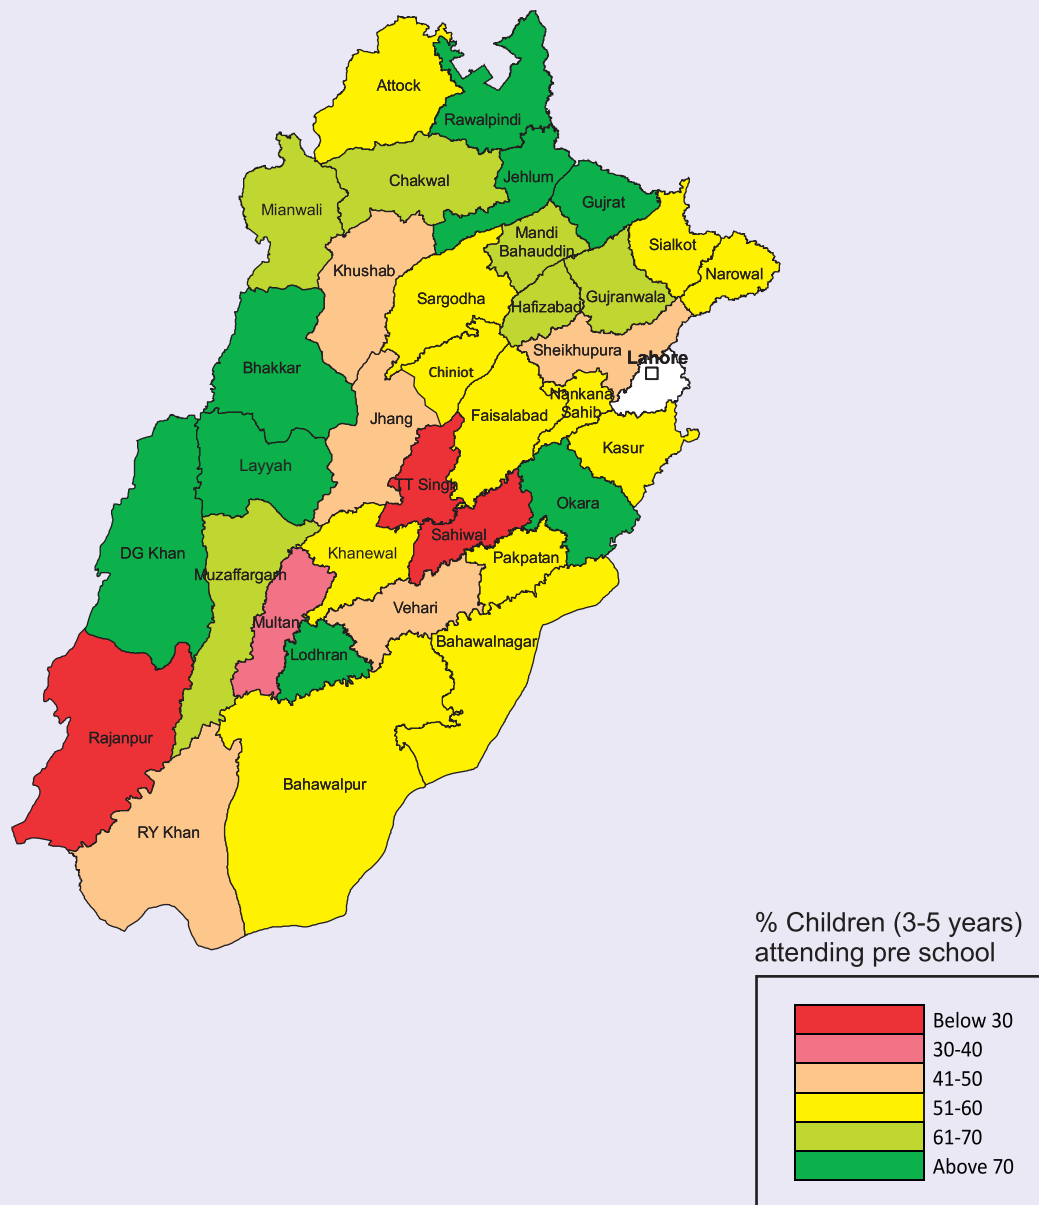 Attock
Rawalpindi
Chakwal
Jehlum
Mianwali
Gujrat
Mandi
Bahauddin
Sialkot
Khushab
Narowal
Sargodha
Hafizabad
Gujranwala
Sheikhupura
Lahore
Bhakkar
Chiniot
Nankana
Sahib
Jhang
Faisalabad
Kasur
Layyah
TT Singh
Okara
Sahiwal
DG Khan
Khanewal
Pakpatan
Muzaffargarh
Vehari
Multan
Bahawalnagar
Lodhran
Rajanpur
Bahawalpur
RY Khan
% Children (3-5 years)
attending pre school
Below 30
30-40
41-50
51-60
61-70
Above 70